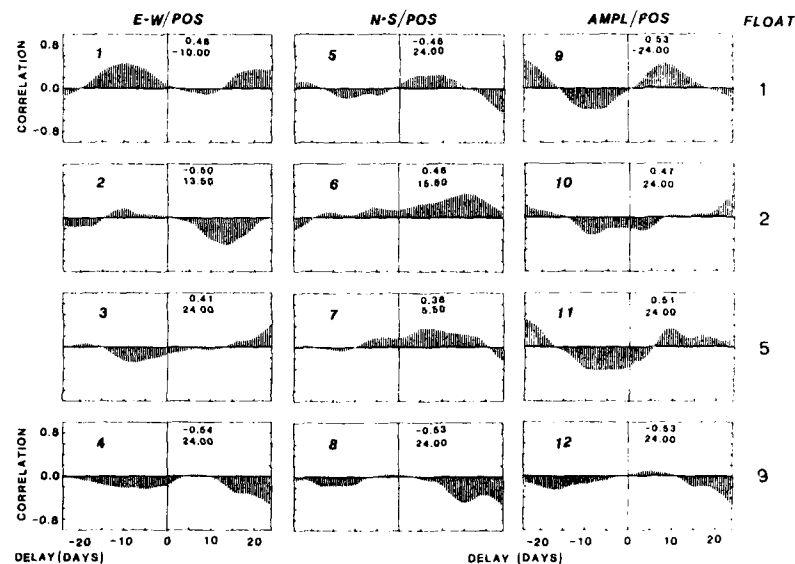 E-W/POS N-S/POS AMPL/POS FLOAT
0.8 1 0.46 5 -0.46 9 0.53
-10.00 24.00 -24.00
CORRELATION 0.0 1
-0.8
2 -0.50 6 0.46 10 0.47
13.50 15.50 24.00
2
3 0.41 7 0.36 11 0.51
24.00 5.50 24.00
5
0.8 4 -0.54 8 -0.53 12 -0.53
24.00 24.00 24.00
CORRELATION 0.0 9
-0.8
-20 -10 0 10 20 -20 -10 0 10 20
DELAY (DAYS) DELAY (DAYS)